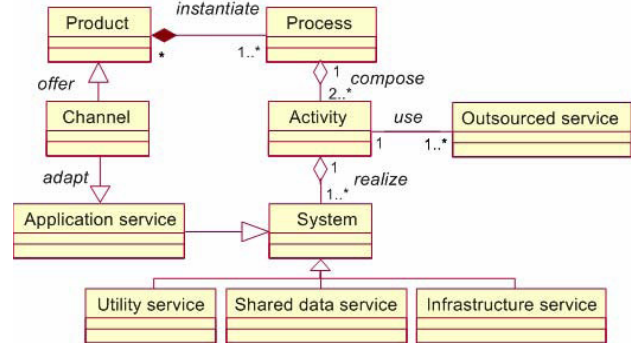 instantiate
Product
Process
*
1..*
offer
1
compose
2..*
Channel
Activity
use
Outsourced service
1
1..*
adapt
1
realize
1..*
Application service
System
Utility service
Shared data service
Infrastructure service